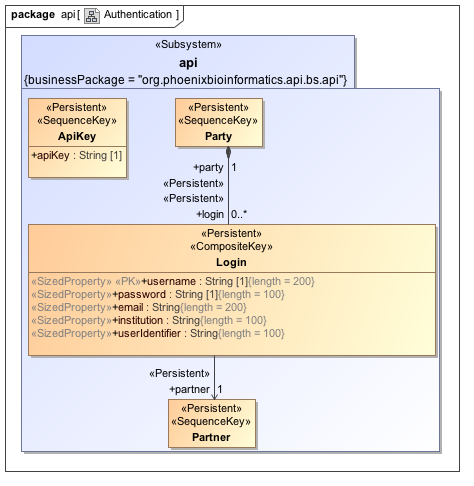 package api [ Authentication ]
«Subsystem»
api
{businessPackage = "org.phoenixbioinformatics.api.bs.api"}
«Persistent»
«SequenceKey»
ApiKey
+apiKey : String [1]
«Persistent»
«SequenceKey»
Party
+party 1
«Persistent»
«Persistent»
+login 0..*
«Persistent»
«CompositeKey»
Login
«SizedProperty» «PK»+username : String [1]{length = 200}
«SizedProperty»+password : String [1]{length = 100}
«SizedProperty»+email : String{length = 200}
«SizedProperty»+institution : String{length = 100}
«SizedProperty»+userIdentifier : String{length = 100}
«Persistent»
+partner 1
«Persistent»
«SequenceKey»
Partner